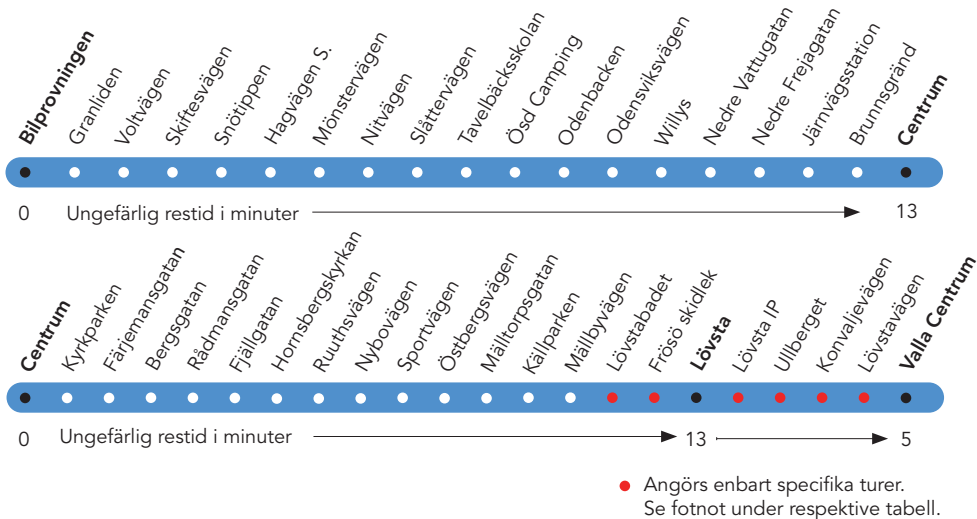 Bilprovningen
Granliden
Voltvägen
Skiftesvägen
Snötippen
Hagvägen S.
Mönstervägen
Nitvägen
Slåttervägen
Tavelbäcksskolan
Ösd Camping
Odenbacken
Odensviksvägen
Willys
Nedre Vattugatan
Nedre Frejagatan
Järnvägsstation
Brunnsgränd
Centrum
0 Ungefärlig restid i minuter 13
Centrum
Kyrkparken
Färjemansgatan
Bergsgatan
Rådmansgatan
Fjällgatan
Hornsbergskyrkan
Ruuthsvägen
Nybovägen
Sportvägen
Östbergsvägen
Mälltorpsgatan
Källparken
Mällbyvägen
Lövstabadet
Frösö skidlek
Lövsta
Lövsta IP
Ullberget
Konvaljevägen
Lövstavägen
Valla Centrum
0 Ungefärlig restid i minuter 13 5
Angörs enbart specifika turer.
Se fotnot under respektive tabell.